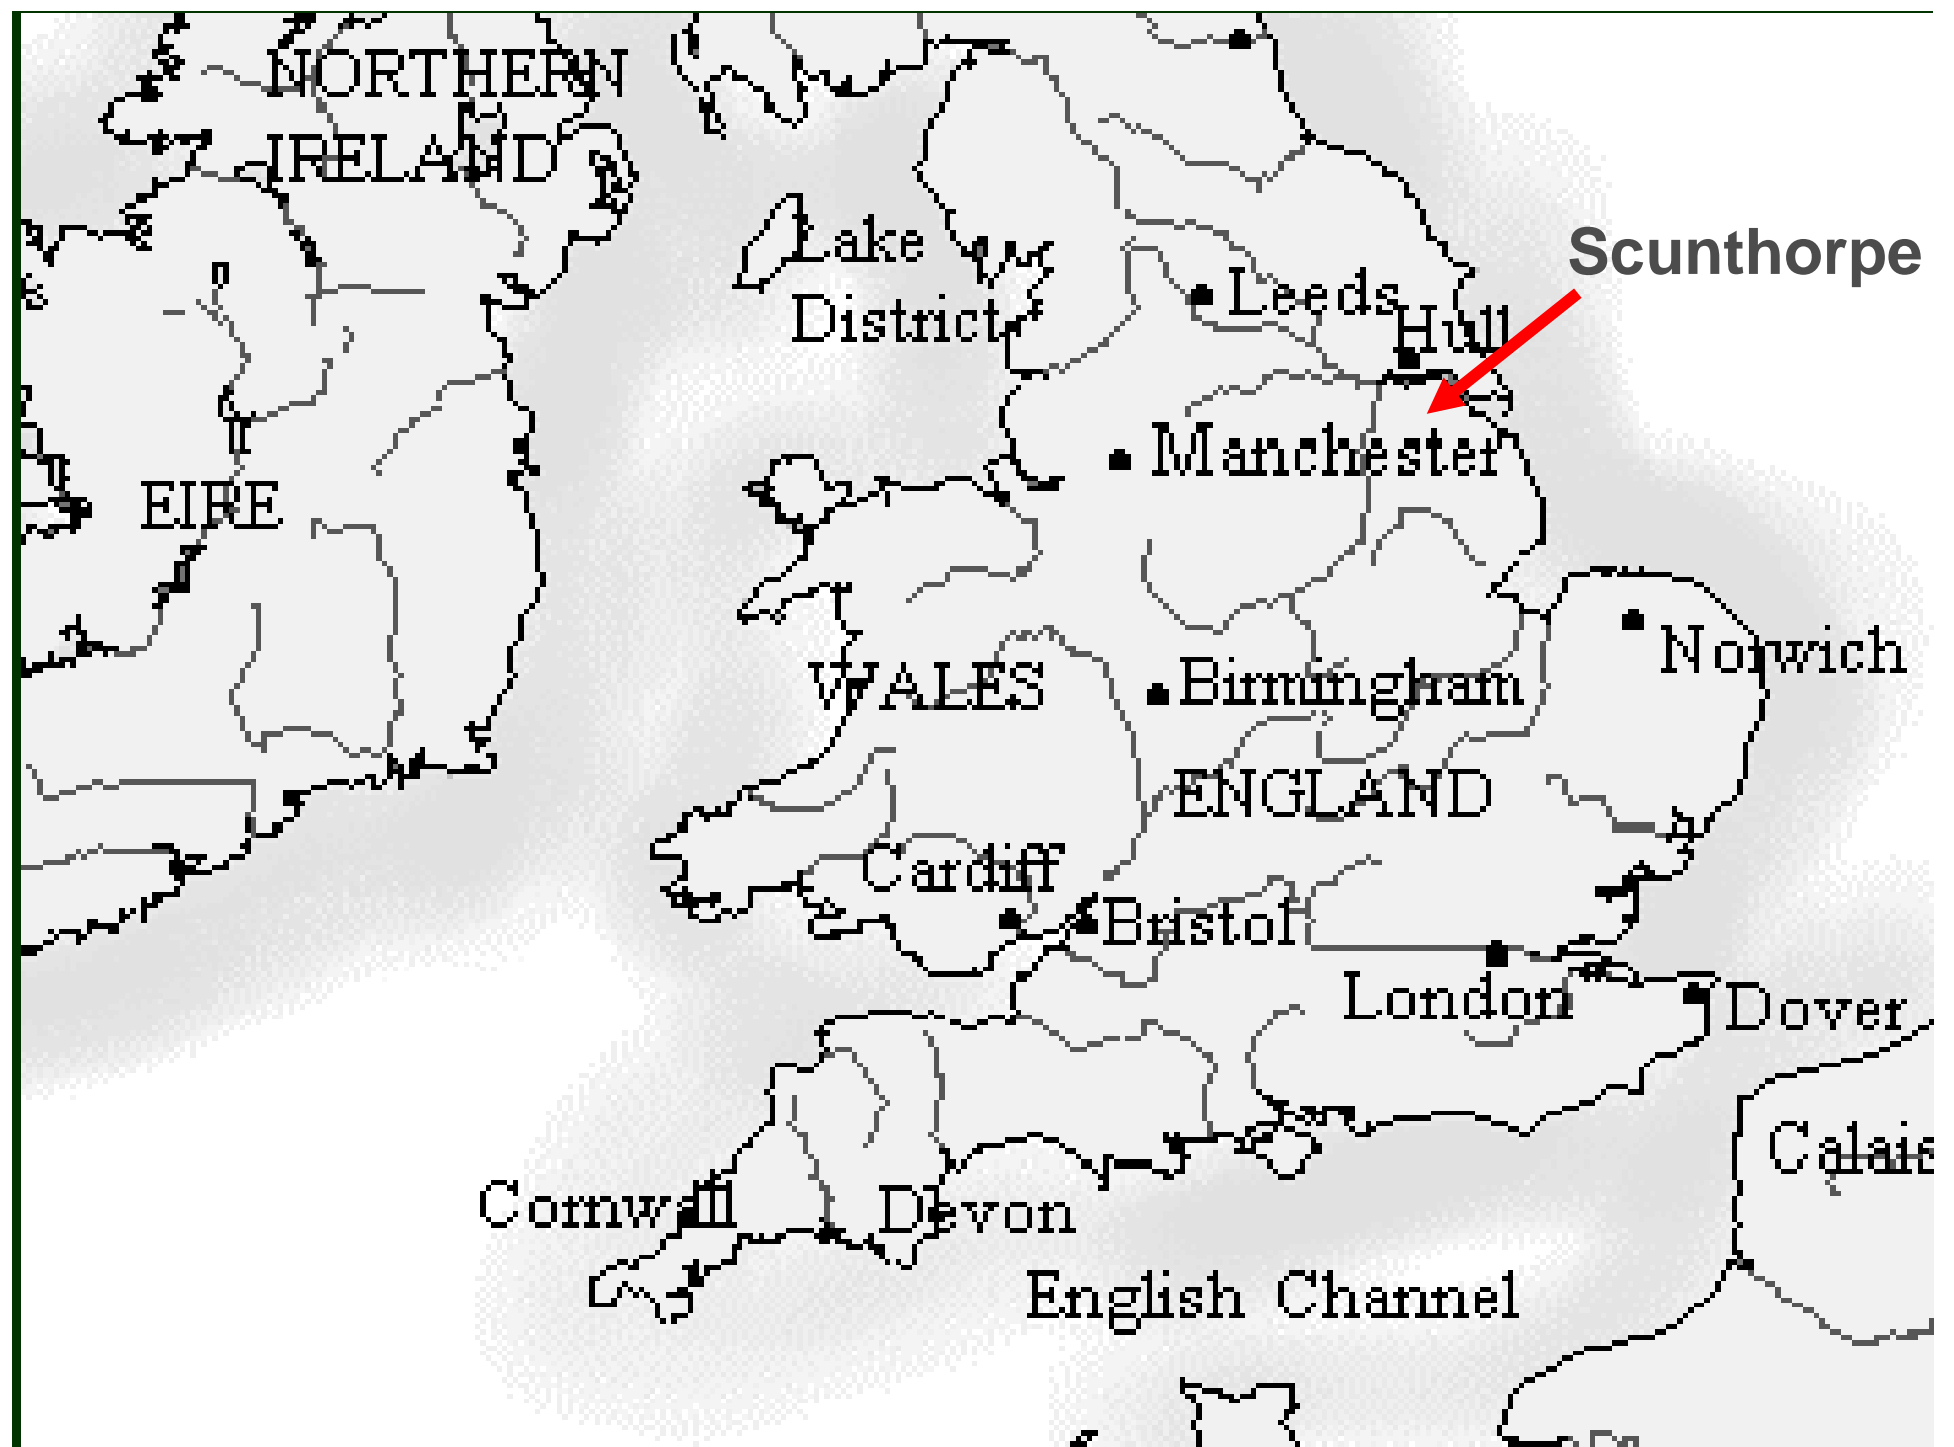 NORTHERN
IRELAND
Lake
District
Scunthorpe
Leeds
Hull
Manchester
EIRE
Norwich
WALES
Birmingham
ENGLAND
Cardiff
Bristol
London
Dover
Calais
Cornwall
Devon
English Channel